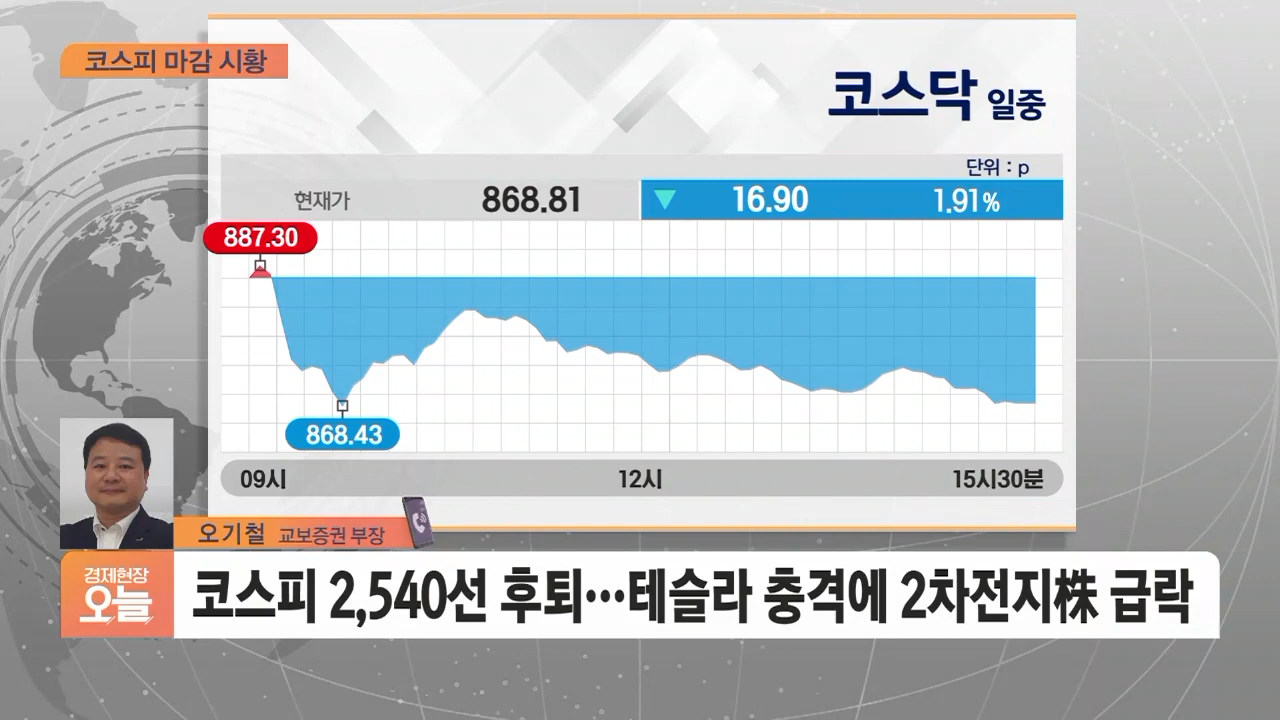 코스피 마감 시황
코스닥 일중
단위 : p
현재가 868.81 ▼ 16.90 1.91%
887.30
868.43
09시 12시 15시30분
오기철 교보증권 부장
경제현장
오늘
코스피 2,540선 후퇴…테슬라 충격에 2차전지株 급락